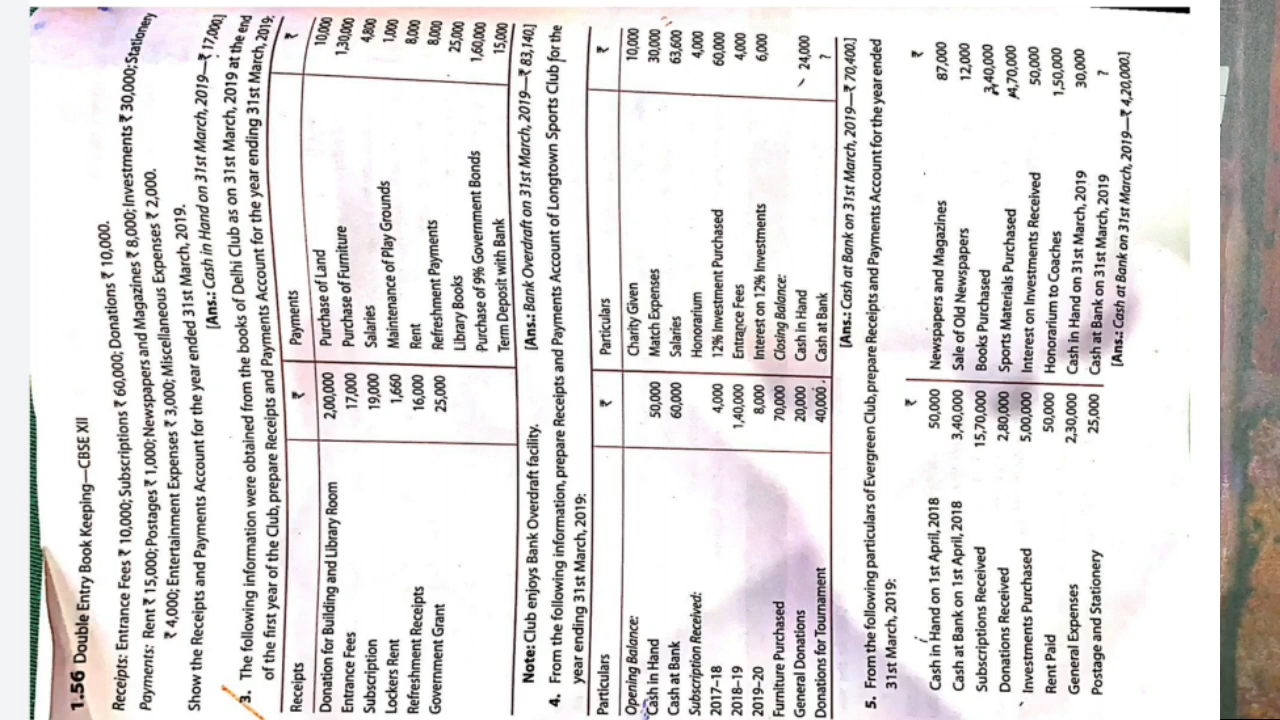 1.56 Double Entry Book Keeping—CBSE XII
Receipts: Entrance Fees ₹ 10,000; Subscriptions ₹ 60,000; Donations ₹ 10,000.
Payments: Rent ₹ 15,000; Postages ₹ 1,000; Newspapers and Magazines ₹ 8,000; Investments ₹ 30,000; Stationery
₹ 4,000; Entertainment Expenses ₹ 3,000; Miscellaneous Expenses ₹ 2,000.
Show the Receipts and Payments Account for the year ended 31st March, 2019.
[Ans.: Cash in Hand on 31st March, 2019—₹ 17,000.]
3. The following information were obtained from the books of Delhi Club as on 31st March, 2019 at the end
of the first year of the Club, prepare Receipts and Payments Account for the year ending 31st March, 2019:
Receipts ₹ Payments ₹
Donation for Building and Library Room 2,00,000 Purchase of Land 10,000
Entrance Fees 17,000 Purchase of Furniture 1,30,000
Subscription 19,000 Salaries 4,800
Lockers Rent 1,660 Maintenance of Play Grounds 1,000
Refreshment Receipts 16,000 Rent 8,000
Government Grant 25,000 Refreshment Payments 8,000
Library Books 25,000
Purchase of 9% Government Bonds 1,60,000
Term Deposit with Bank 15,000
Note: Club enjoys Bank Overdraft facility. [Ans.: Bank Overdraft on 31st March, 2019—₹ 83,140.]
4. From the following information, prepare Receipts and Payments Account of Longtown Sports Club for the
year ending 31st March, 2019:
Particulars ₹ Particulars ₹
Opening Balance: Charity Given 10,000
Cash in Hand 50,000 Match Expenses 30,000
Cash at Bank 60,000 Salaries 63,600
Subscription Received: Honorarium 4,000
2017–18 4,000 12% Investment Purchased 60,000
2018–19 1,40,000 Entrance Fees 4,000
2019–20 8,000 Interest on 12% Investments 6,000
Furniture Purchased 70,000 Closing Balance:
General Donations 20,000 Cash in Hand 24,000
Donations for Tournament 40,000 Cash at Bank ?
[Ans.: Cash at Bank on 31st March, 2019—₹ 70,400.]
5. From the following particulars of Evergreen Club, prepare Receipts and Payments Account for the year ended
31st March, 2019:
₹ ₹
Cash in Hand on 1st April, 2018 50,000 Newspapers and Magazines 87,000
Cash at Bank on 1st April, 2018 3,40,000 Sale of Old Newspapers 12,000
Subscriptions Received 15,70,000 Books Purchased 3,40,000
Donations Received 2,80,000 Sports Materials Purchased 4,70,000
Investments Purchased 5,00,000 Interest on Investments Received 50,000
Rent Paid 50,000 Honorarium to Coaches 1,50,000
General Expenses 2,30,000 Cash in Hand on 31st March, 2019 30,000
Postage and Stationery 25,000 Cash at Bank on 31st March, 2019 ?
[Ans.: Cash at Bank on 31st March, 2019—₹ 4,20,000.]